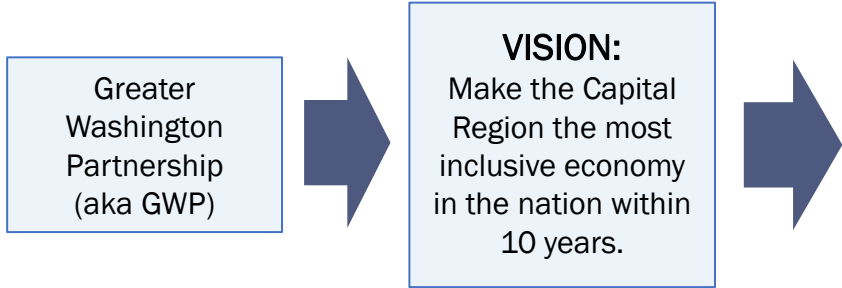 Greater
Washington
Partnership
(aka GWP)
VISION:
Make the Capital
Region the most
inclusive economy
in the nation within
10 years.